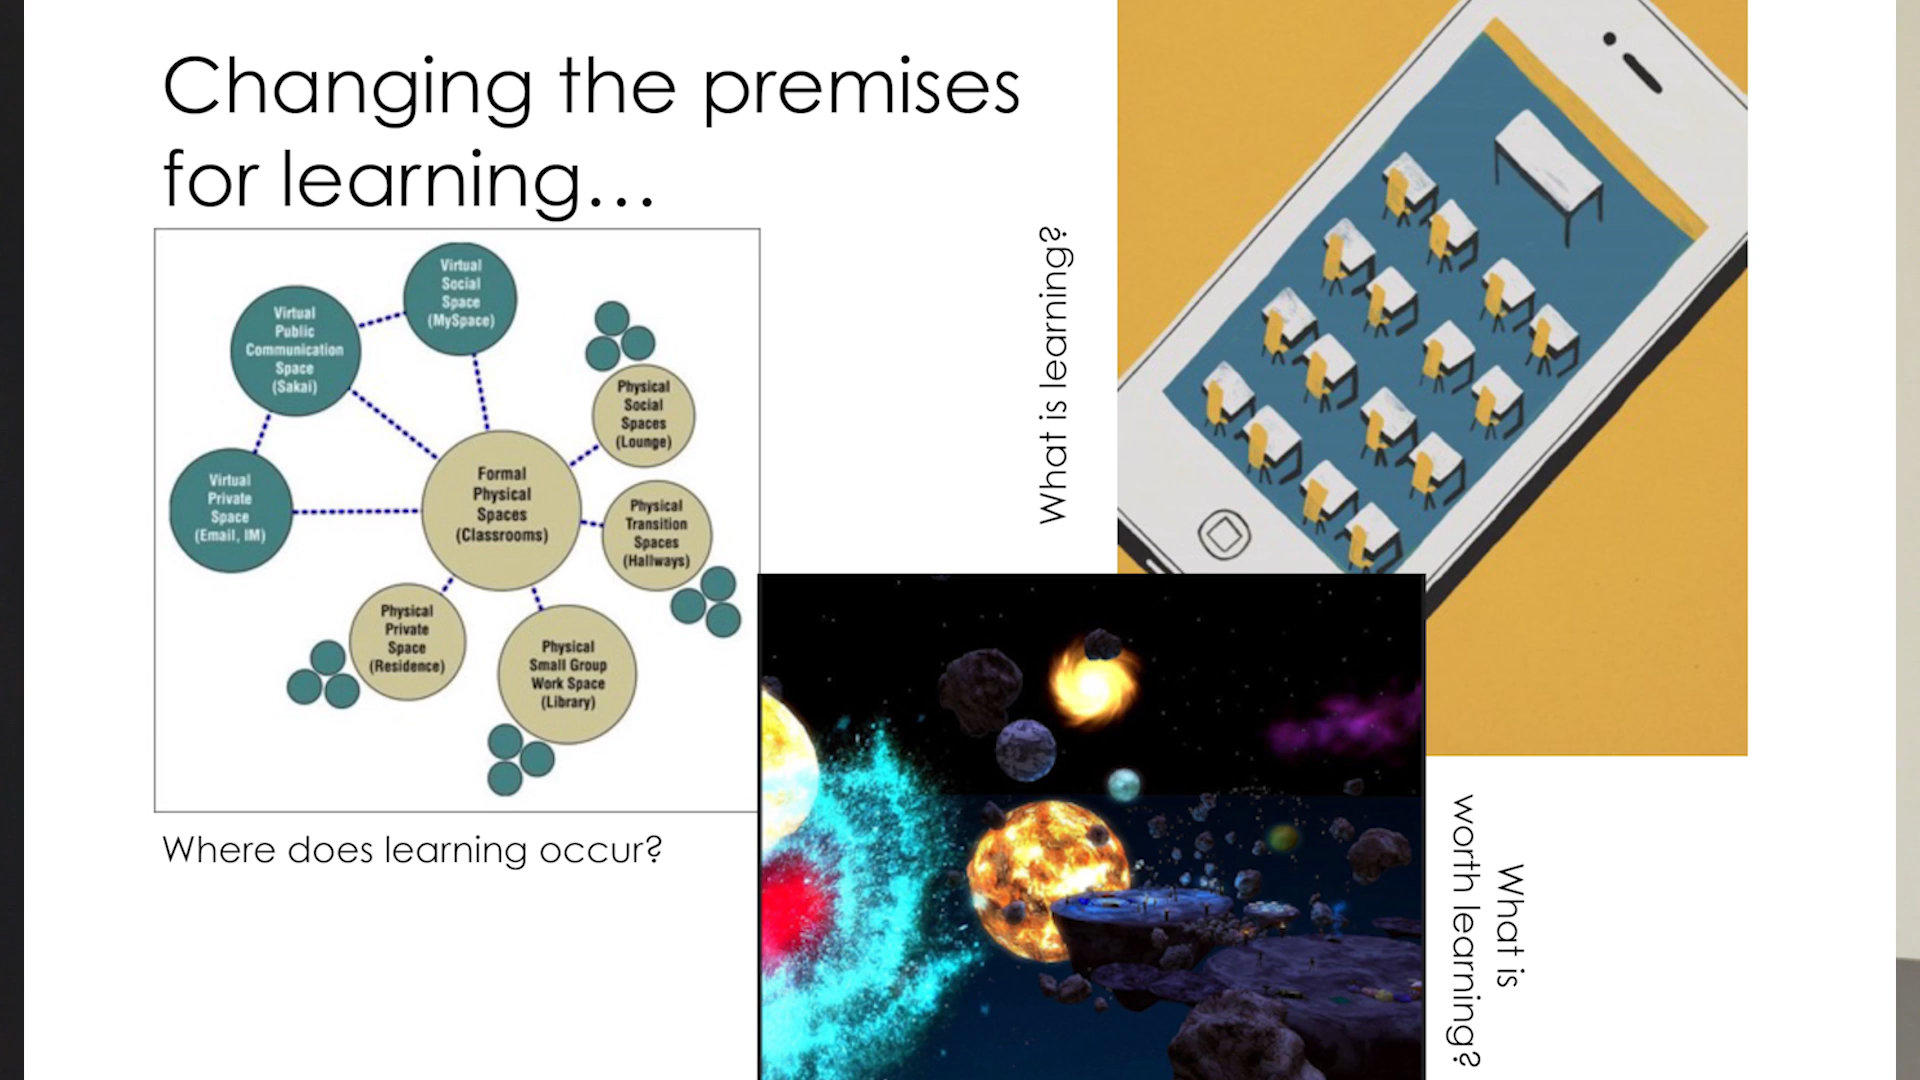 Changing the premises
for learning...
Virtual
Social
Space
(MySpace)
Virtual
Public
Communication
Space
(Sakai)
Physical
Social
Spaces
(Lounge)
Formal
Physical
Spaces
(Classrooms)
Virtual
Private
Space
(Email, IM)
Physical
Transition
Spaces
(Hallways)
Physical
Private
Space
(Residence)
Physical
Small Group
Work Space
(Library)
Where does learning occur?
What is learning?
What is
worth learning?